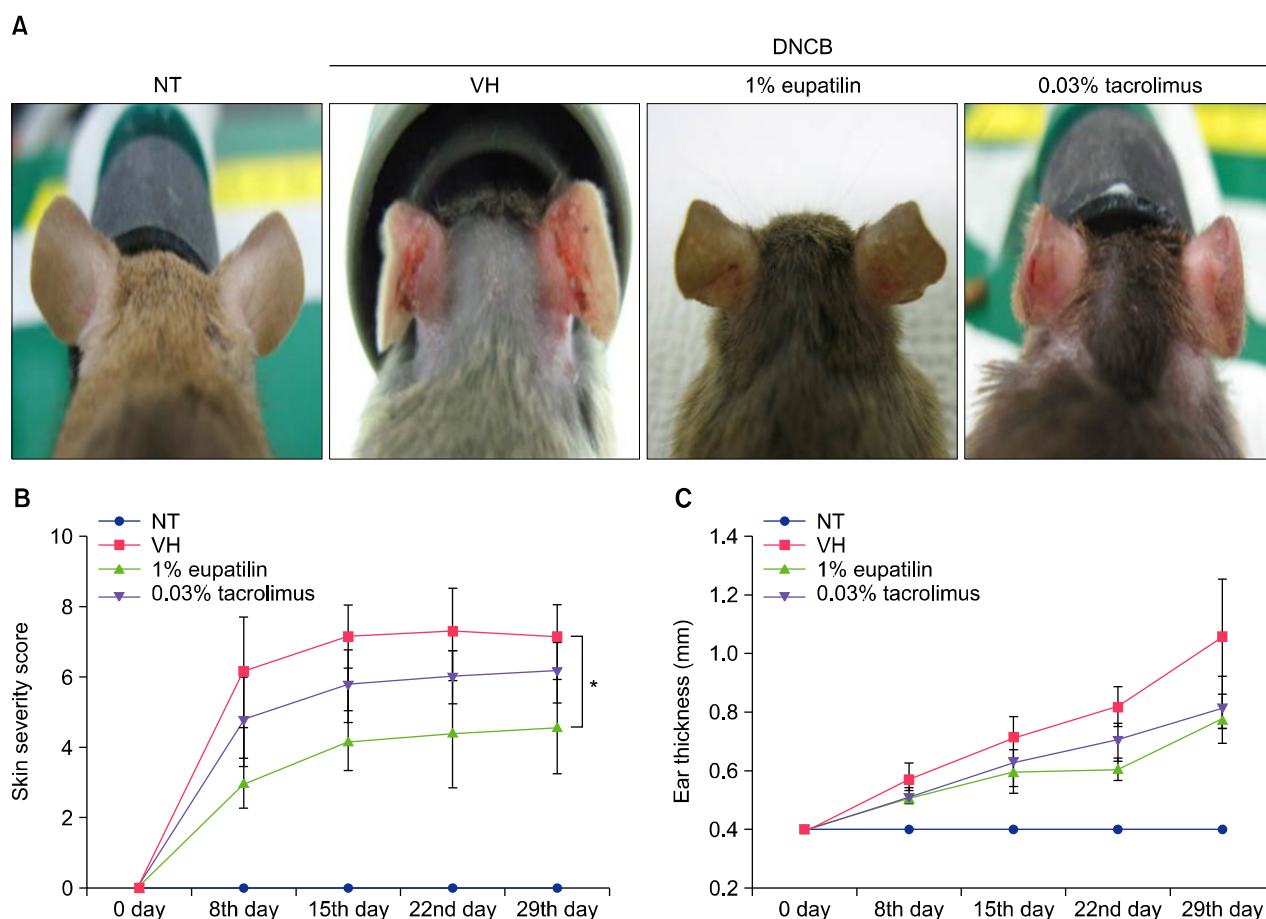 A
DNCB
NT VH 1% eupatilin 0.03% tacrolimus
B
NT
VH
1% eupatilin
0.03% tacrolimus
Skin severity score
10
8
6
4
2
0
*
0 day 8th day 15th day 22nd day 29th day
C
NT
VH
1% eupatilin
0.03% tacrolimus
Ear thickness (mm)
1.4
1.2
1.0
0.8
0.6
0.4
0.2
0 day 8th day 15th day 22nd day 29th day